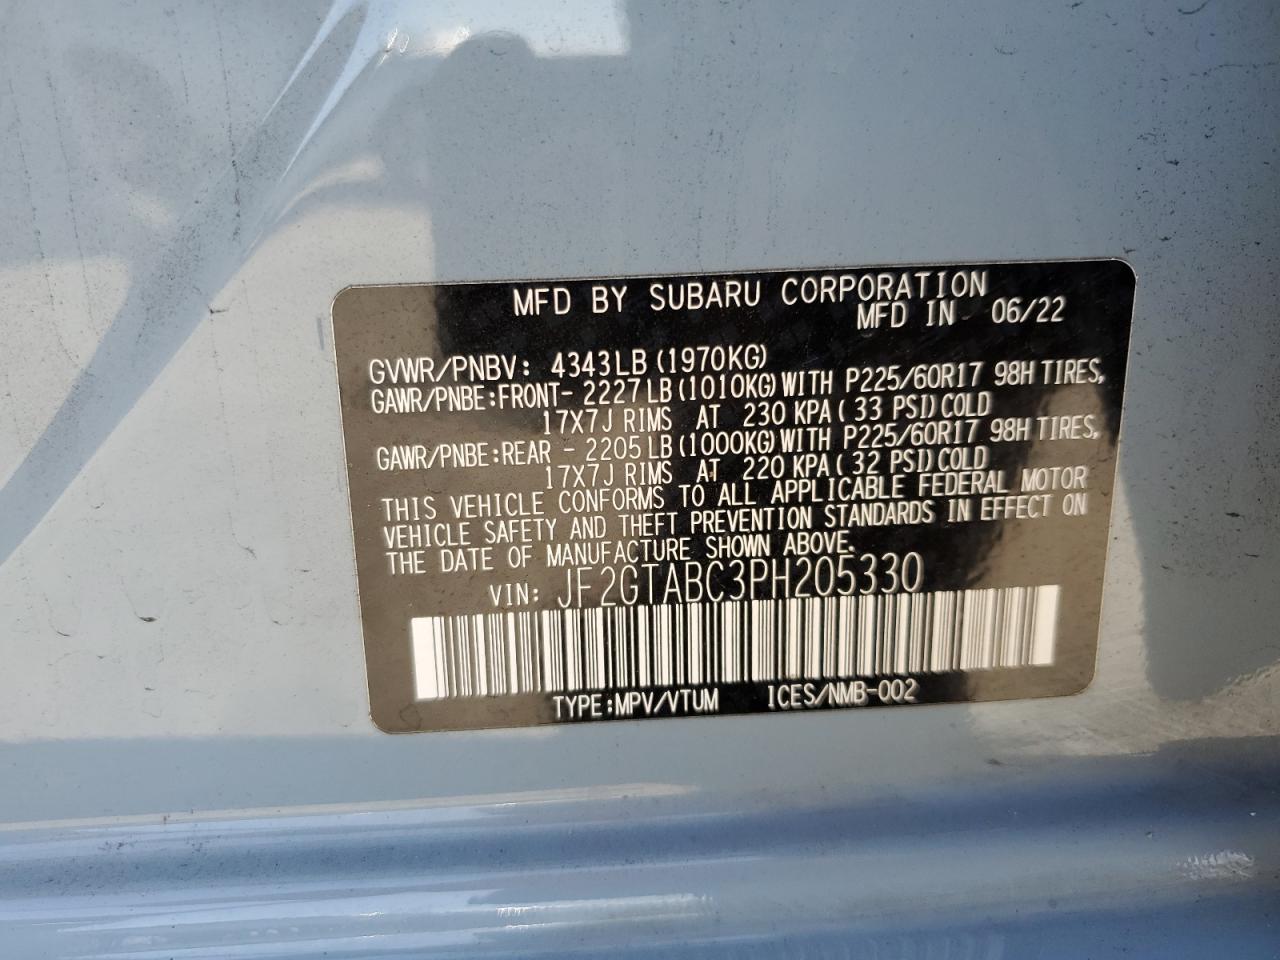 MFD BY SUBARU CORPORATION
MFD IN 06/22
GVWR/PNBV: 4343LB (1970KG)
GAWR/PNBE:FRONT- 2227LB (1010KG) WITH P225/60R17 98H TIRES,
17X7J RIMS AT 230 KPA ( 33 PSI) COLD
GAWR/PNBE:REAR - 2205LB (1000KG) WITH P225/60R17 98H TIRES,
17X7J RIMS AT 220 KPA ( 32 PSI) COLD
THIS VEHICLE CONFORMS TO ALL APPLICABLE FEDERAL MOTOR
VEHICLE SAFETY AND THEFT PREVENTION STANDARDS IN EFFECT ON
THE DATE OF MANUFACTURE SHOWN ABOVE.
VIN: JF2GTABC3PH205330
TYPE:MPV/VTUM ICES/NMB-002